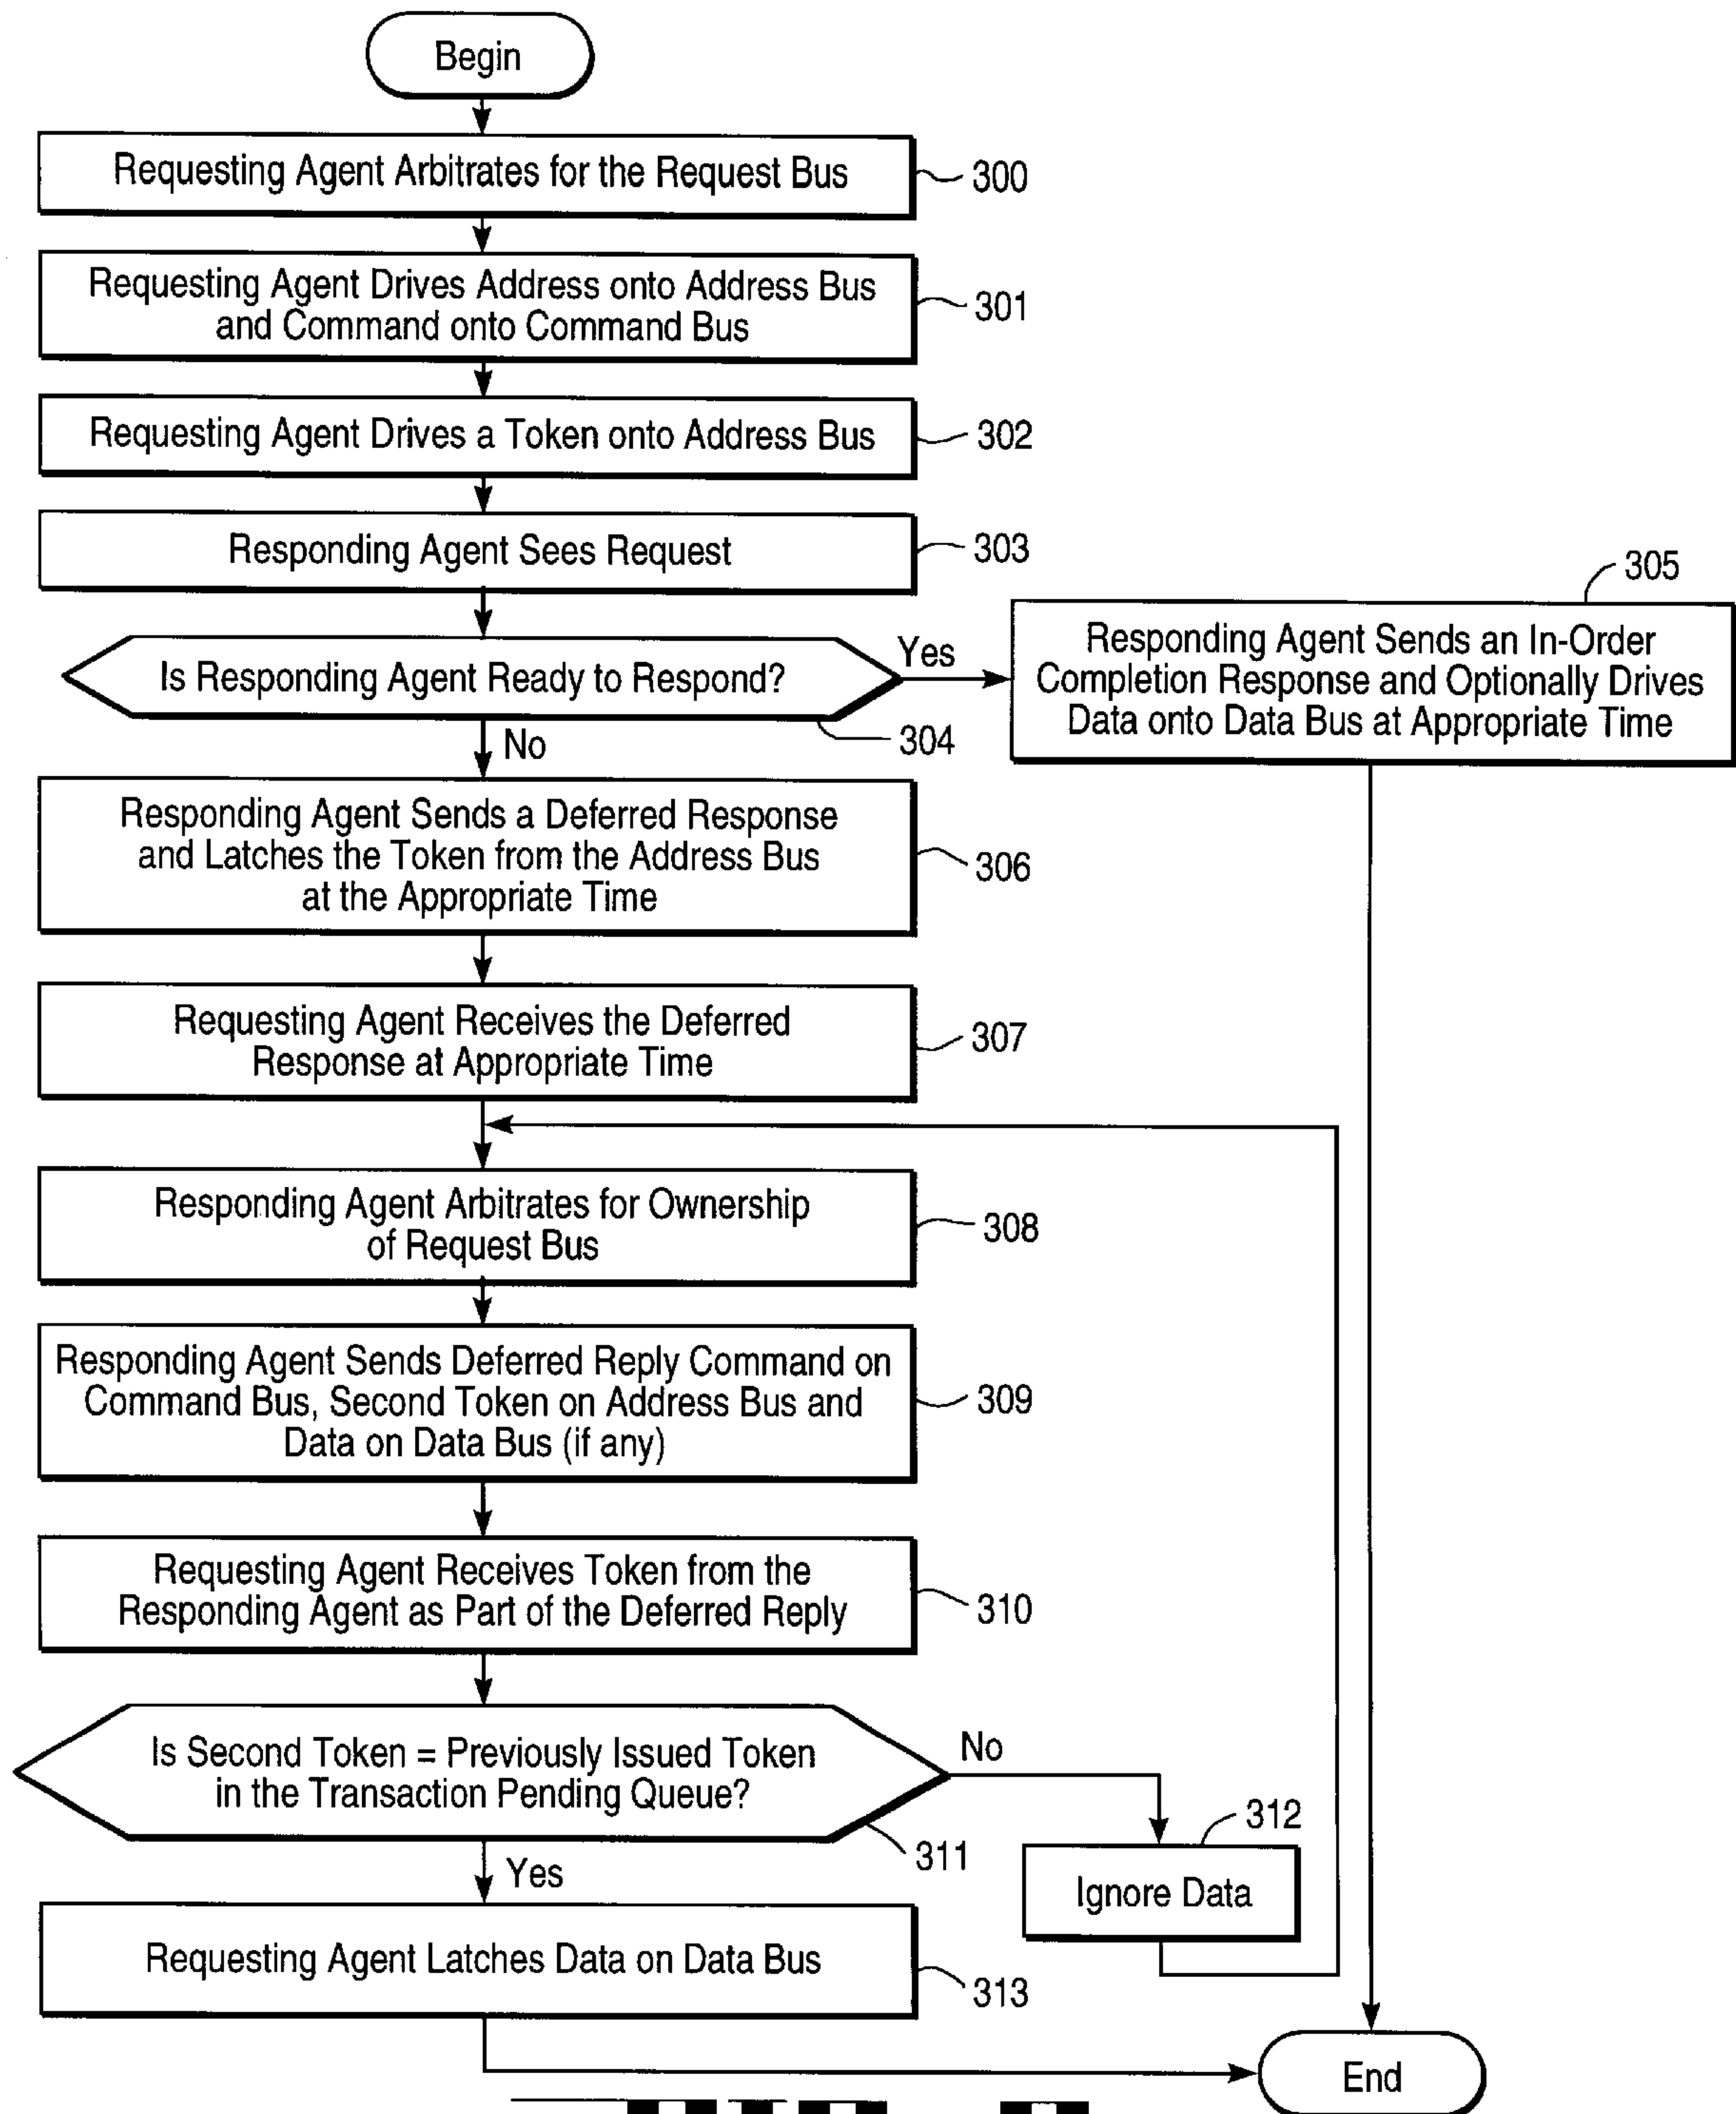 Begin
Requesting Agent Arbitrates for the Request Bus
300
Requesting Agent Drives Address onto Address Bus
and Command onto Command Bus
301
Requesting Agent Drives a Token onto Address Bus
302
Responding Agent Sees Request
303
Is Responding Agent Ready to Respond?
304
Yes
305
Responding Agent Sends an In-Order
Completion Response and Optionally Drives
Data onto Data Bus at Appropriate Time
No
Responding Agent Sends a Deferred Response
and Latches the Token from the Address Bus
at the Appropriate Time
306
Requesting Agent Receives the Deferred
Response at Appropriate Time
307
Responding Agent Arbitrates for Ownership
of Request Bus
308
Responding Agent Sends Deferred Reply Command on
Command Bus, Second Token on Address Bus and
Data on Data Bus (if any)
309
Requesting Agent Receives Token from the
Responding Agent as Part of the Deferred Reply
310
Is Second Token = Previously Issued Token
in the Transaction Pending Queue?
311
No
312
Ignore Data
Yes
Requesting Agent Latches Data on Data Bus
313
End